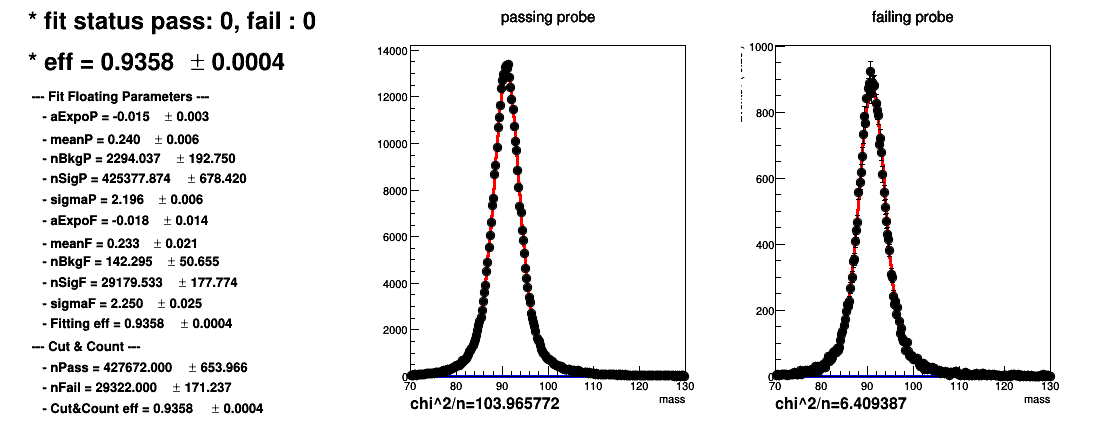 * fit status pass: 0, fail : 0
* eff = 0.9358 ± 0.0004
--- Fit Floating Parameters ---
- aExpoP = -0.015 ± 0.003
- meanP = 0.240 ± 0.006
- nBkgP = 2294.037 ± 192.750
- nSigP = 425377.874 ± 678.420
- sigmaP = 2.196 ± 0.006
- aExpoF = -0.018 ± 0.014
- meanF = 0.233 ± 0.021
- nBkgF = 142.295 ± 50.655
- nSigF = 29179.533 ± 177.774
- sigmaF = 2.250 ± 0.025
- Fitting eff = 0.9358 ± 0.0004
--- Cut & Count ---
- nPass = 427672.000 ± 653.966
- nFail = 29322.000 ± 171.237
- Cut&Count eff = 0.9358 ± 0.0004
passing probe
14000
12000
10000
8000
6000
4000
2000
0
70 80 90 100 110 120 130
mass
chi^2/n=103.965772
failing probe
1000
800
600
400
200
0
70 80 90 100 110 120 130
mass
chi^2/n=6.409387